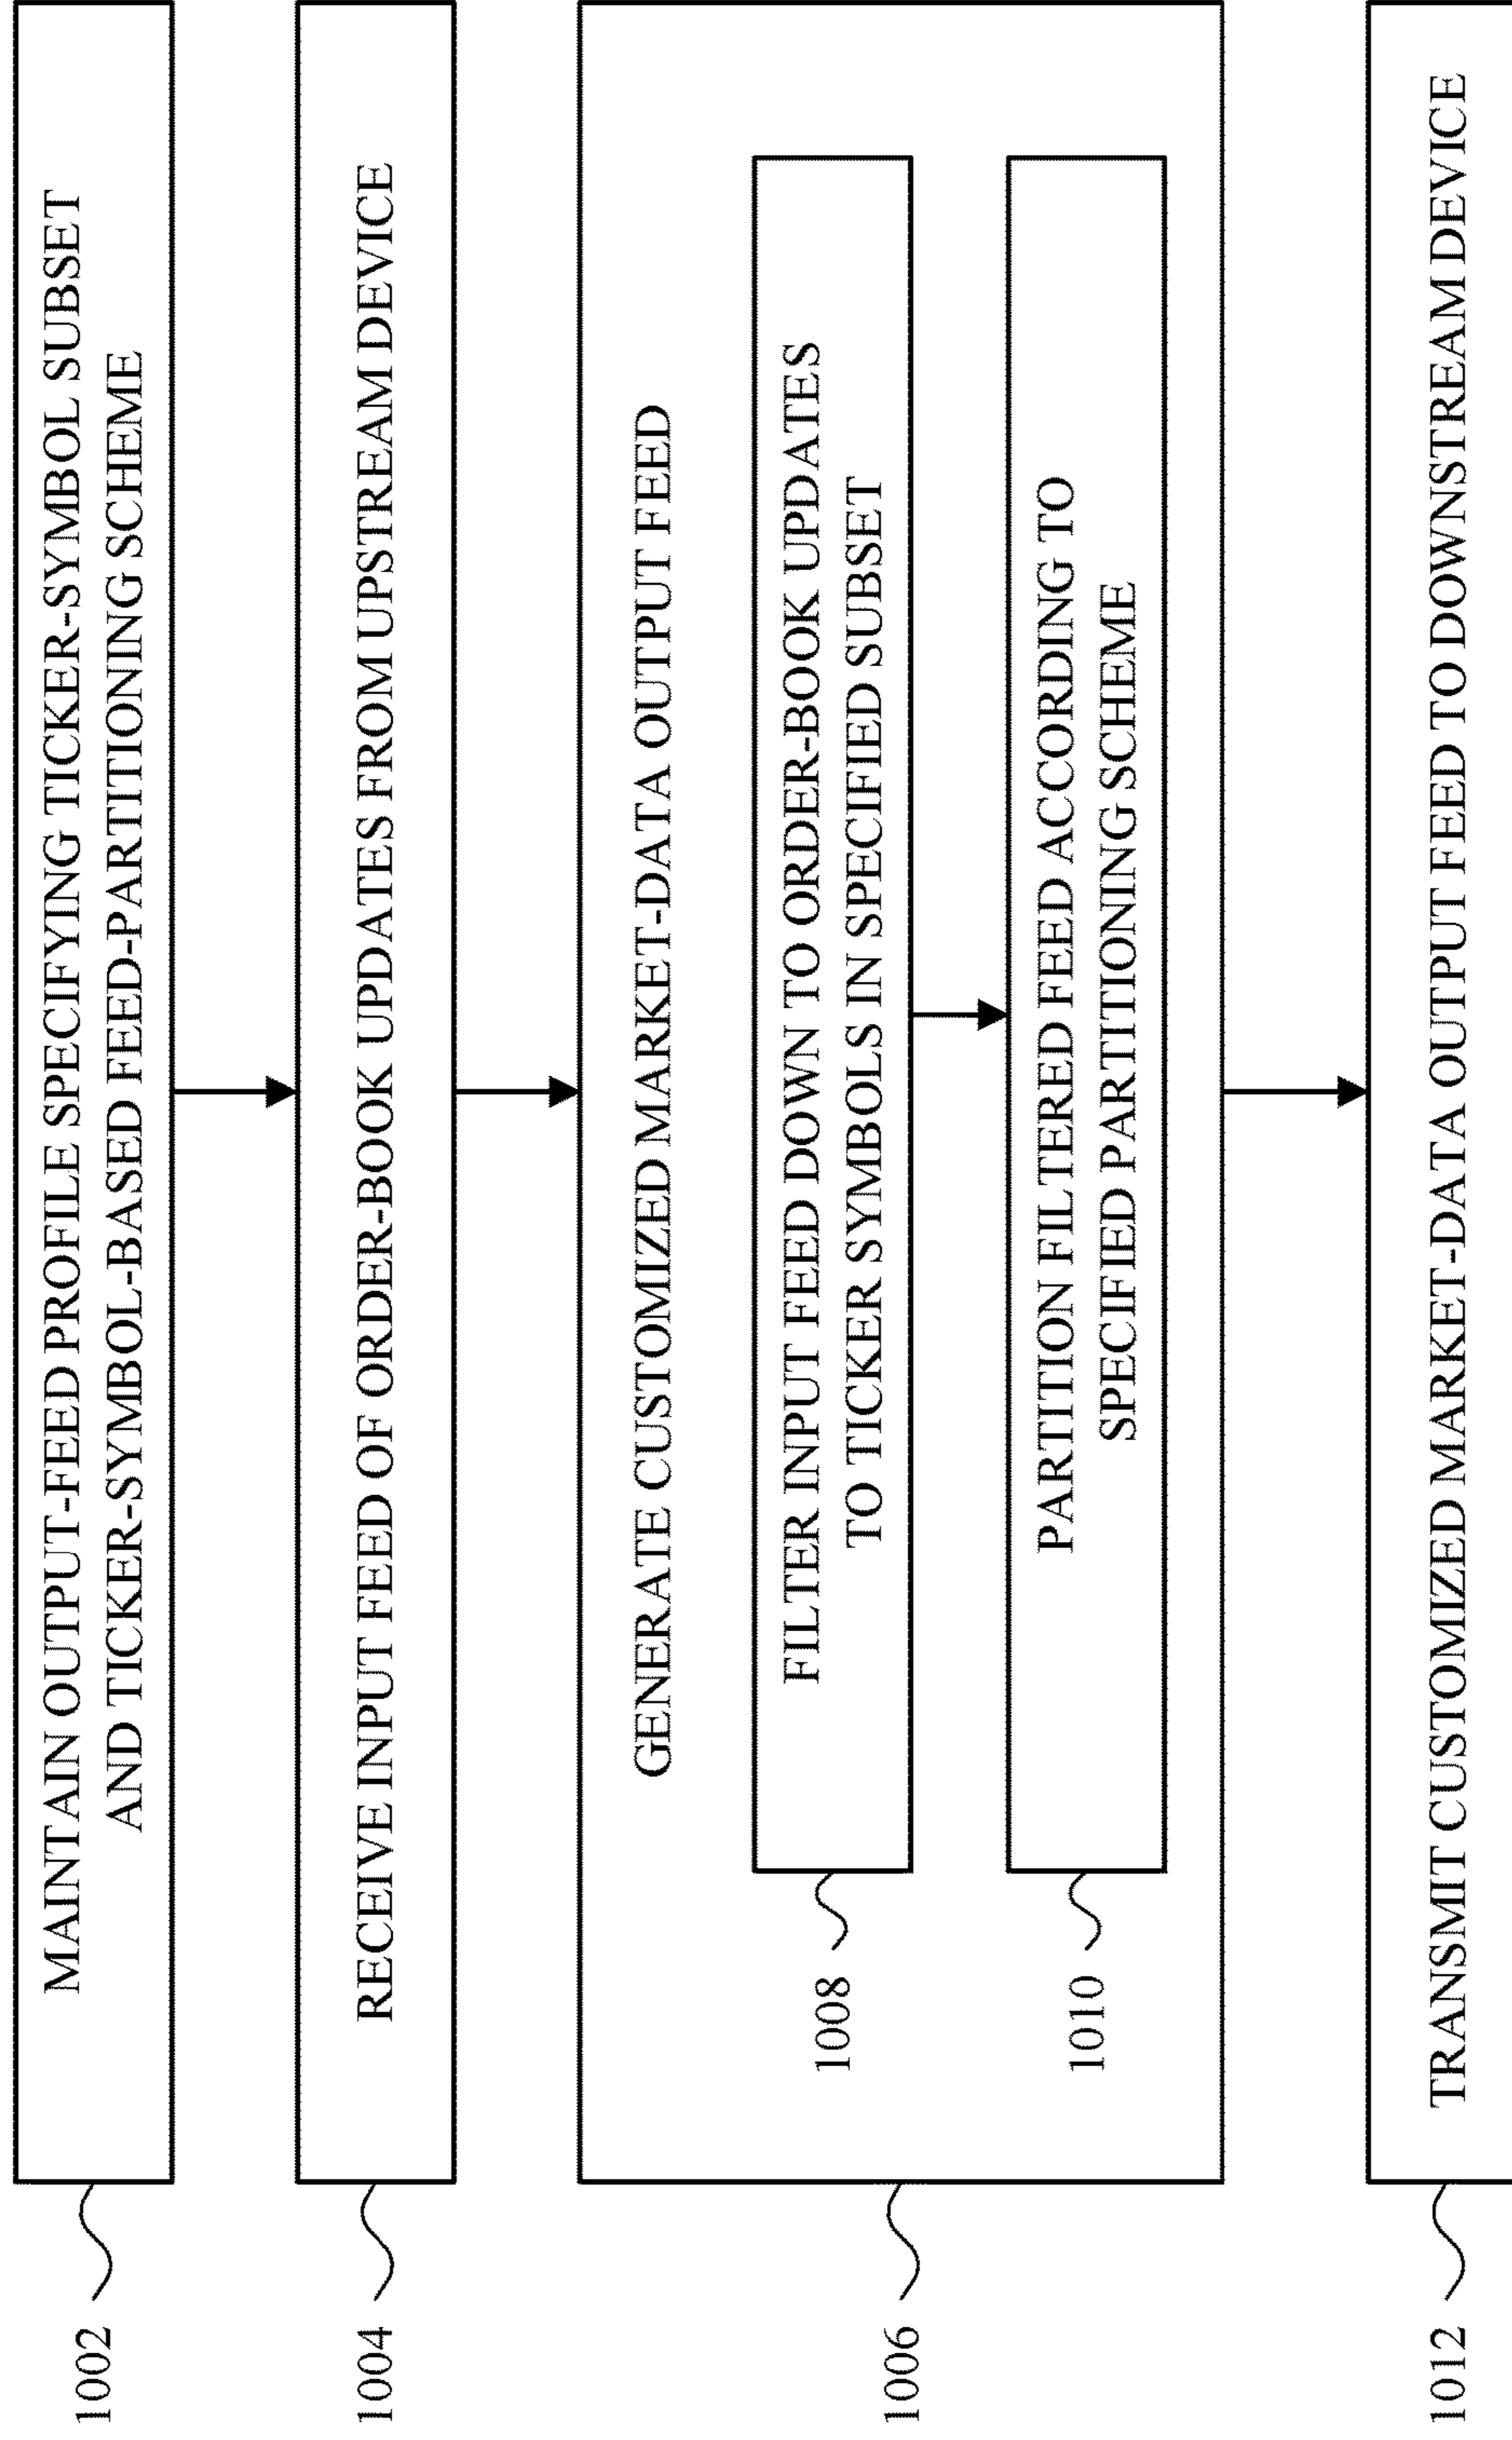 1002
MAINTAIN OUTPUT-FEED PROFILE SPECIFYING TICKER-SYMBOL SUBSET
AND TICKER-SYMBOL-BASED FEED-PARTITIONING SCHEME
1004
RECEIVE INPUT FEED OF ORDER-BOOK UPDATES FROM UPSTREAM DEVICE
1006
GENERATE CUSTOMIZED MARKET-DATA OUTPUT FEED
1008
FILTER INPUT FEED DOWN TO ORDER-BOOK UPDATES
TO TICKER SYMBOLS IN SPECIFIED SUBSET
1010
PARTITION FILTERED FEED ACCORDING TO
SPECIFIED PARTITIONING SCHEME
1012
TRANSMIT CUSTOMIZED MARKET-DATA OUTPUT FEED TO DOWNSTREAM DEVICE